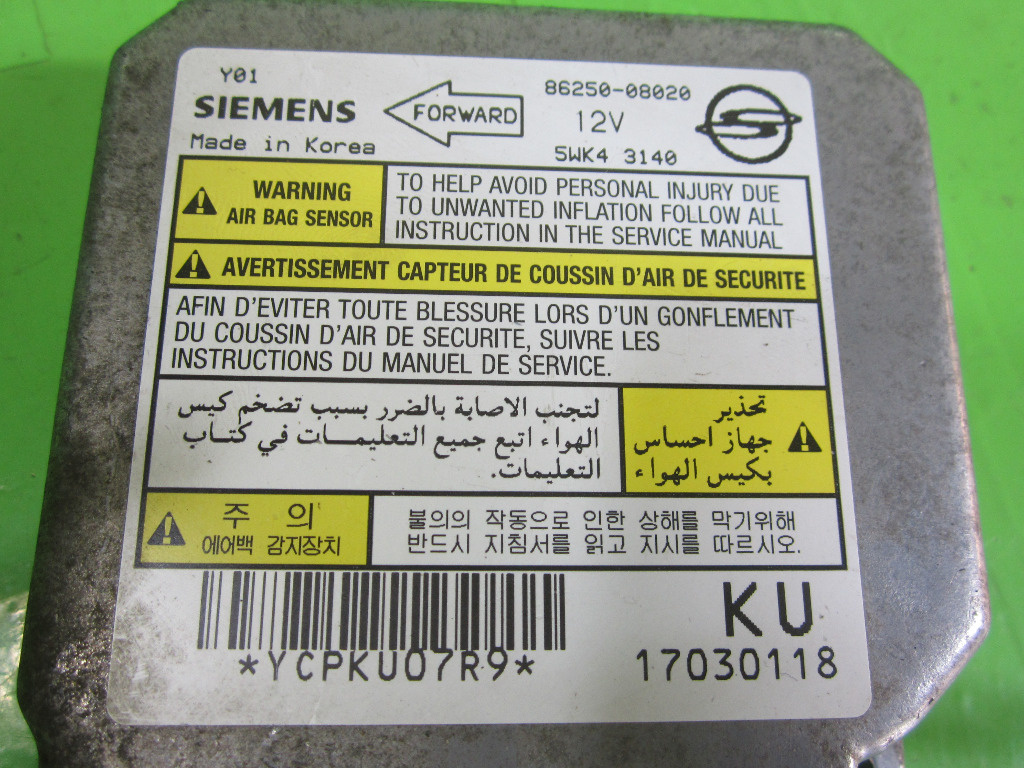 Y01
SIEMENS
Made in Korea
FORWARD
86250-08020
12V
5WK4 3140
WARNING
AIR BAG SENSOR
TO HELP AVOID PERSONAL INJURY DUE
TO UNWANTED INFLATION FOLLOW ALL
INSTRUCTION IN THE SERVICE MANUAL
AVERTISSEMENT CAPTEUR DE COUSSIN D'AIR DE SECURITE
AFIN D'EVITER TOUTE BLESSURE LORS D'UN GONFLEMENT
DU COUSSIN D'AIR DE SECURITE, SUIVRE LES
INSTRUCTIONS DU MANUEL DE SERVICE.
تحذير
جهاز احساس
بكيس الهواء
لتجنب الاصابة بالضرر بسبب تضخم كيس
الهواء اتبع جميع التعليمـــات في كتـاب
التعليمات.
주 의
에어백 감지장치
불의의 작동으로 인한 상해를 막기위해
반드시 지침서를 읽고 지시를 따르시오.
*YCPKU07R9*
KU
17030118